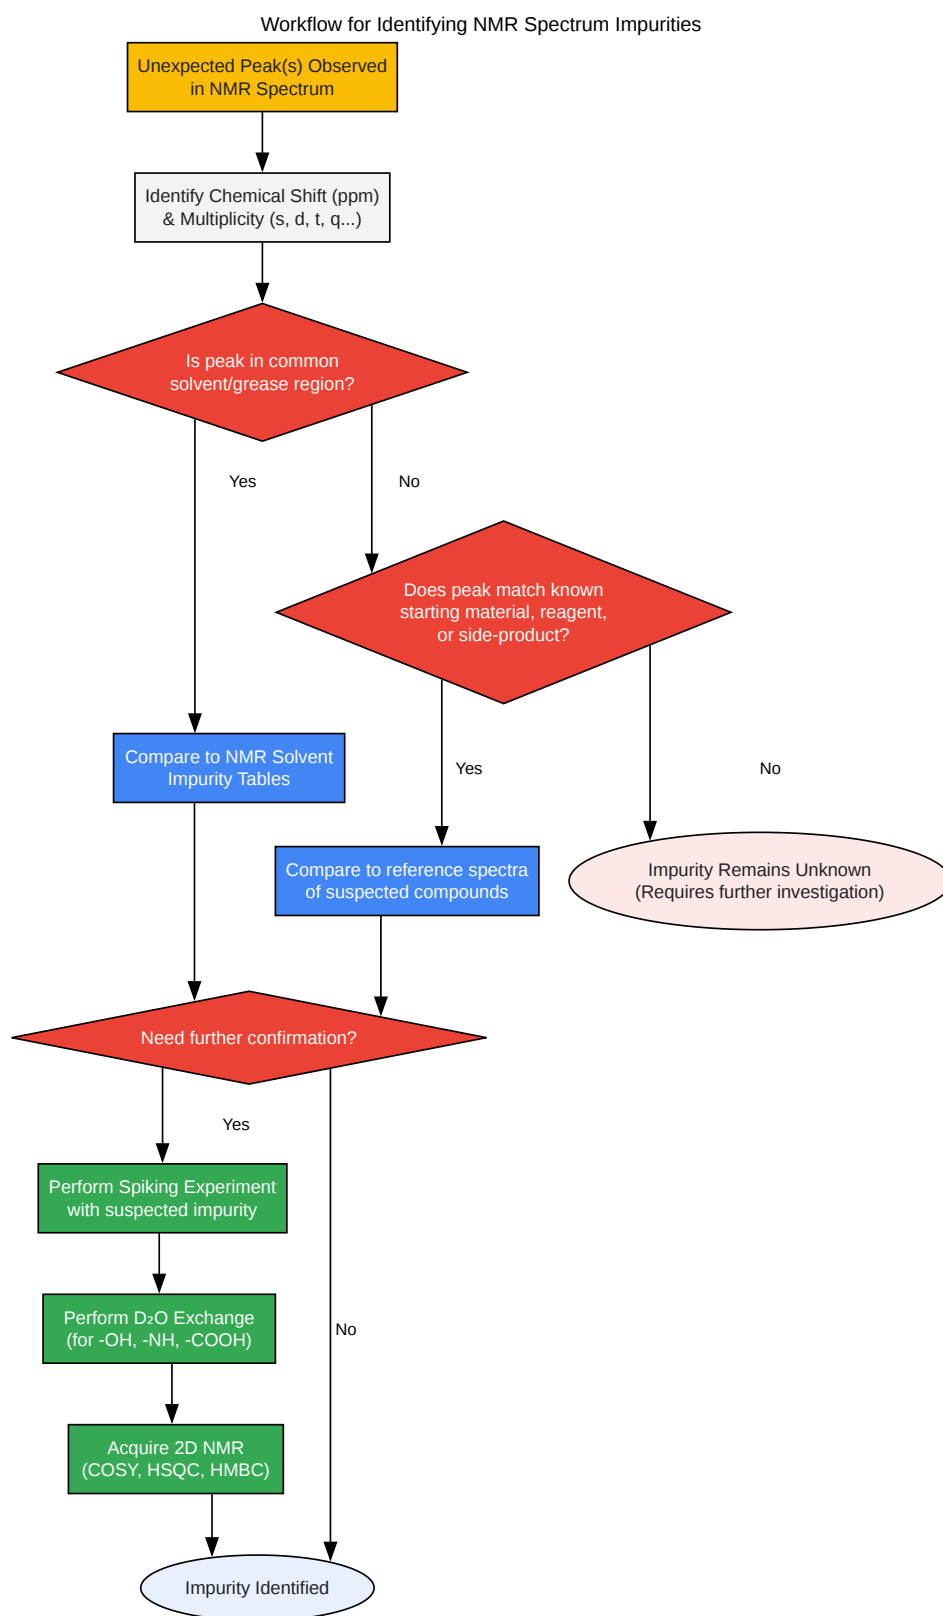 Workflow for Identifying NMR Spectrum Impurities
Unexpected Peak(s) Observed
in NMR Spectrum
Identify Chemical Shift (ppm)
& Multiplicity (s, d, t, q...)
Is peak in common
solvent/grease region?
Yes
No
Does peak match known
starting material, reagent,
or side-product?
Compare to NMR Solvent
Impurity Tables
Yes
No
Compare to reference spectra
of suspected compounds
Impurity Remains Unknown
(Requires further investigation)
Need further confirmation?
Yes
Perform Spiking Experiment
with suspected impurity
Perform D₂O Exchange
(for -OH, -NH, -COOH)
No
Acquire 2D NMR
(COSY, HSQC, HMBC)
Impurity Identified